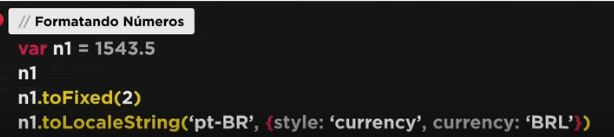 // Formatando Números
var n1 = 1543.5
n1
n1.toFixed(2)
n1.toLocaleString(‘pt-BR’, {style: ‘currency’, currency: ‘BRL’})